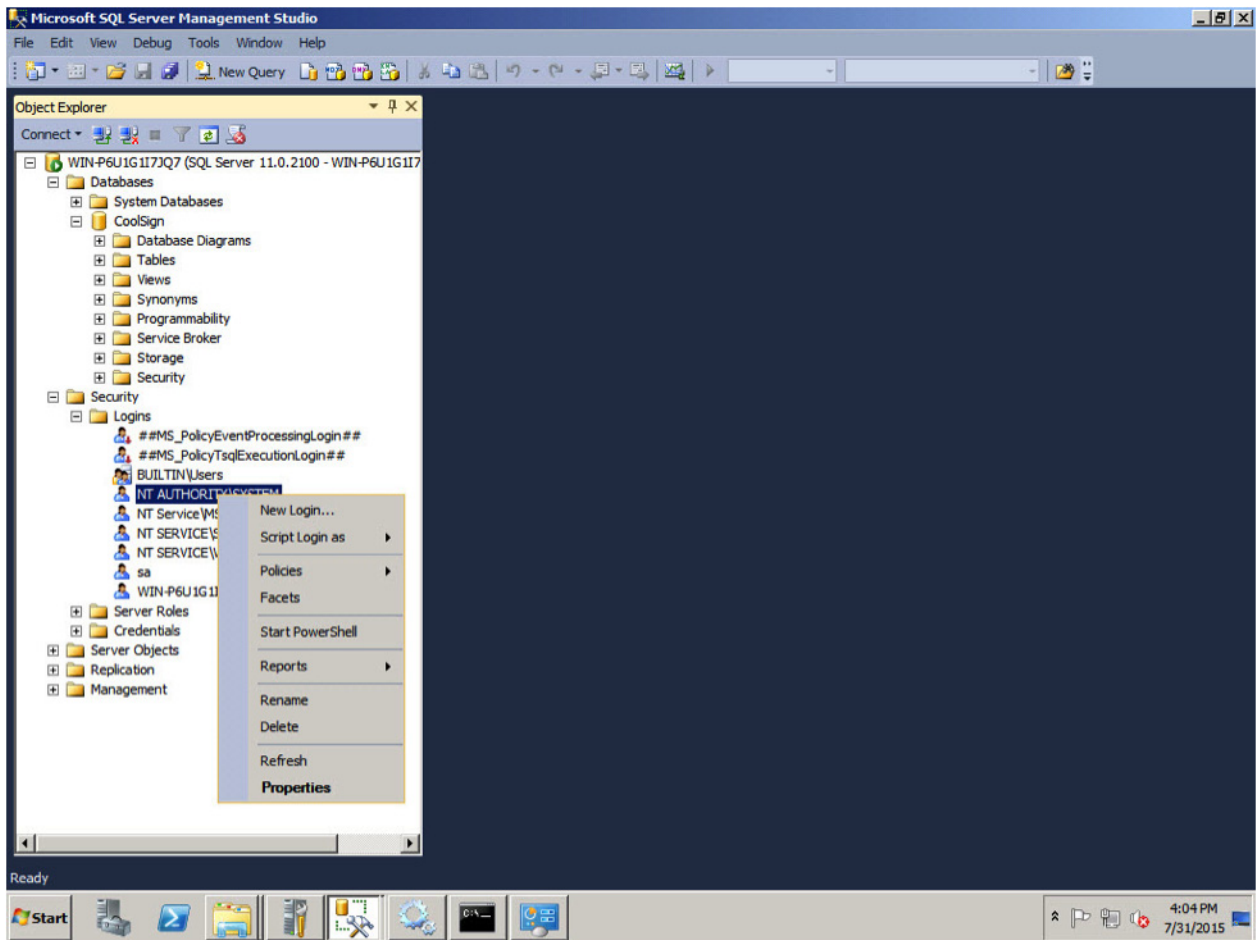 Microsoft SQL Server Management Studio
File Edit View Debug Tools Window Help
New Query
Object Explorer
Connect
WIN-P6U1G1I7JQ7 (SQL Server 11.0.2100 - WIN-P6U1G1I7
Databases
System Databases
CoolSign
Database Diagrams
Tables
Views
Synonyms
Programmability
Service Broker
Storage
Security
Security
Logins
##MS_PolicyEventProcessingLogin##
##MS_PolicyTsqlExecutionLogin##
BUILTIN\Users
NT AUTHORITY\SYSTEM
NT Service\MS
NT SERVICE\S
NT SERVICE\
sa
WIN-P6U1G1I
Server Roles
Credentials
Server Objects
Replication
Management
New Login...
Script Login as
Policies
Facets
Start PowerShell
Reports
Rename
Delete
Refresh
Properties
Ready
Start
C:\_
4:04 PM
7/31/2015